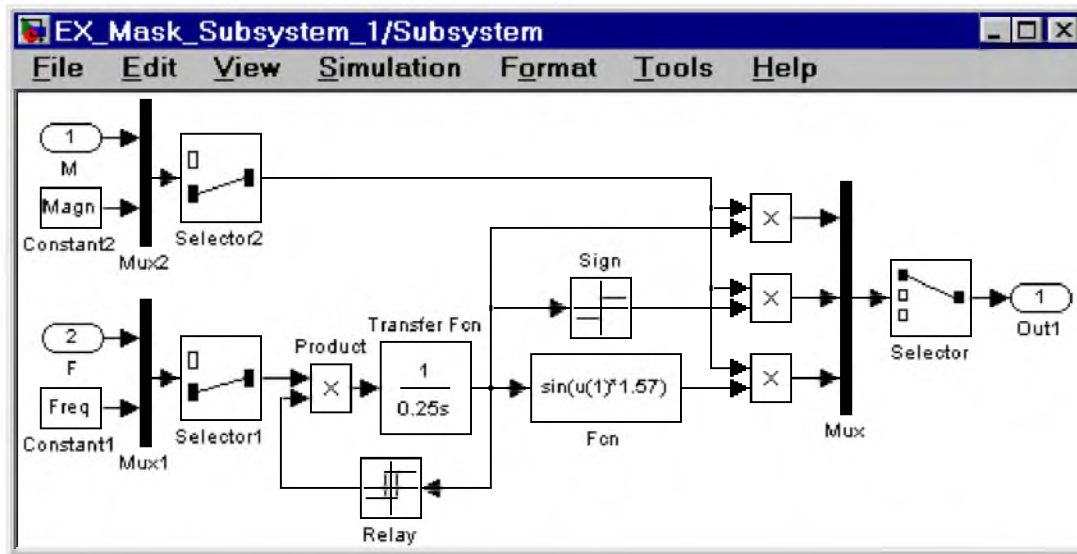 EX_Mask_Subsystem_1/Subsystem
File Edit View Simulation Format Tools Help
1
M
Magn
Constant2
Mux2
Selector2
2
F
Freq
Constant1
Mux1
Selector1
Product
×
Transfer Fcn
1
0.25s
Relay
Sign
sin(u(1)*1.57)
Fcn
×
×
×
Mux
Selector
1
Out1